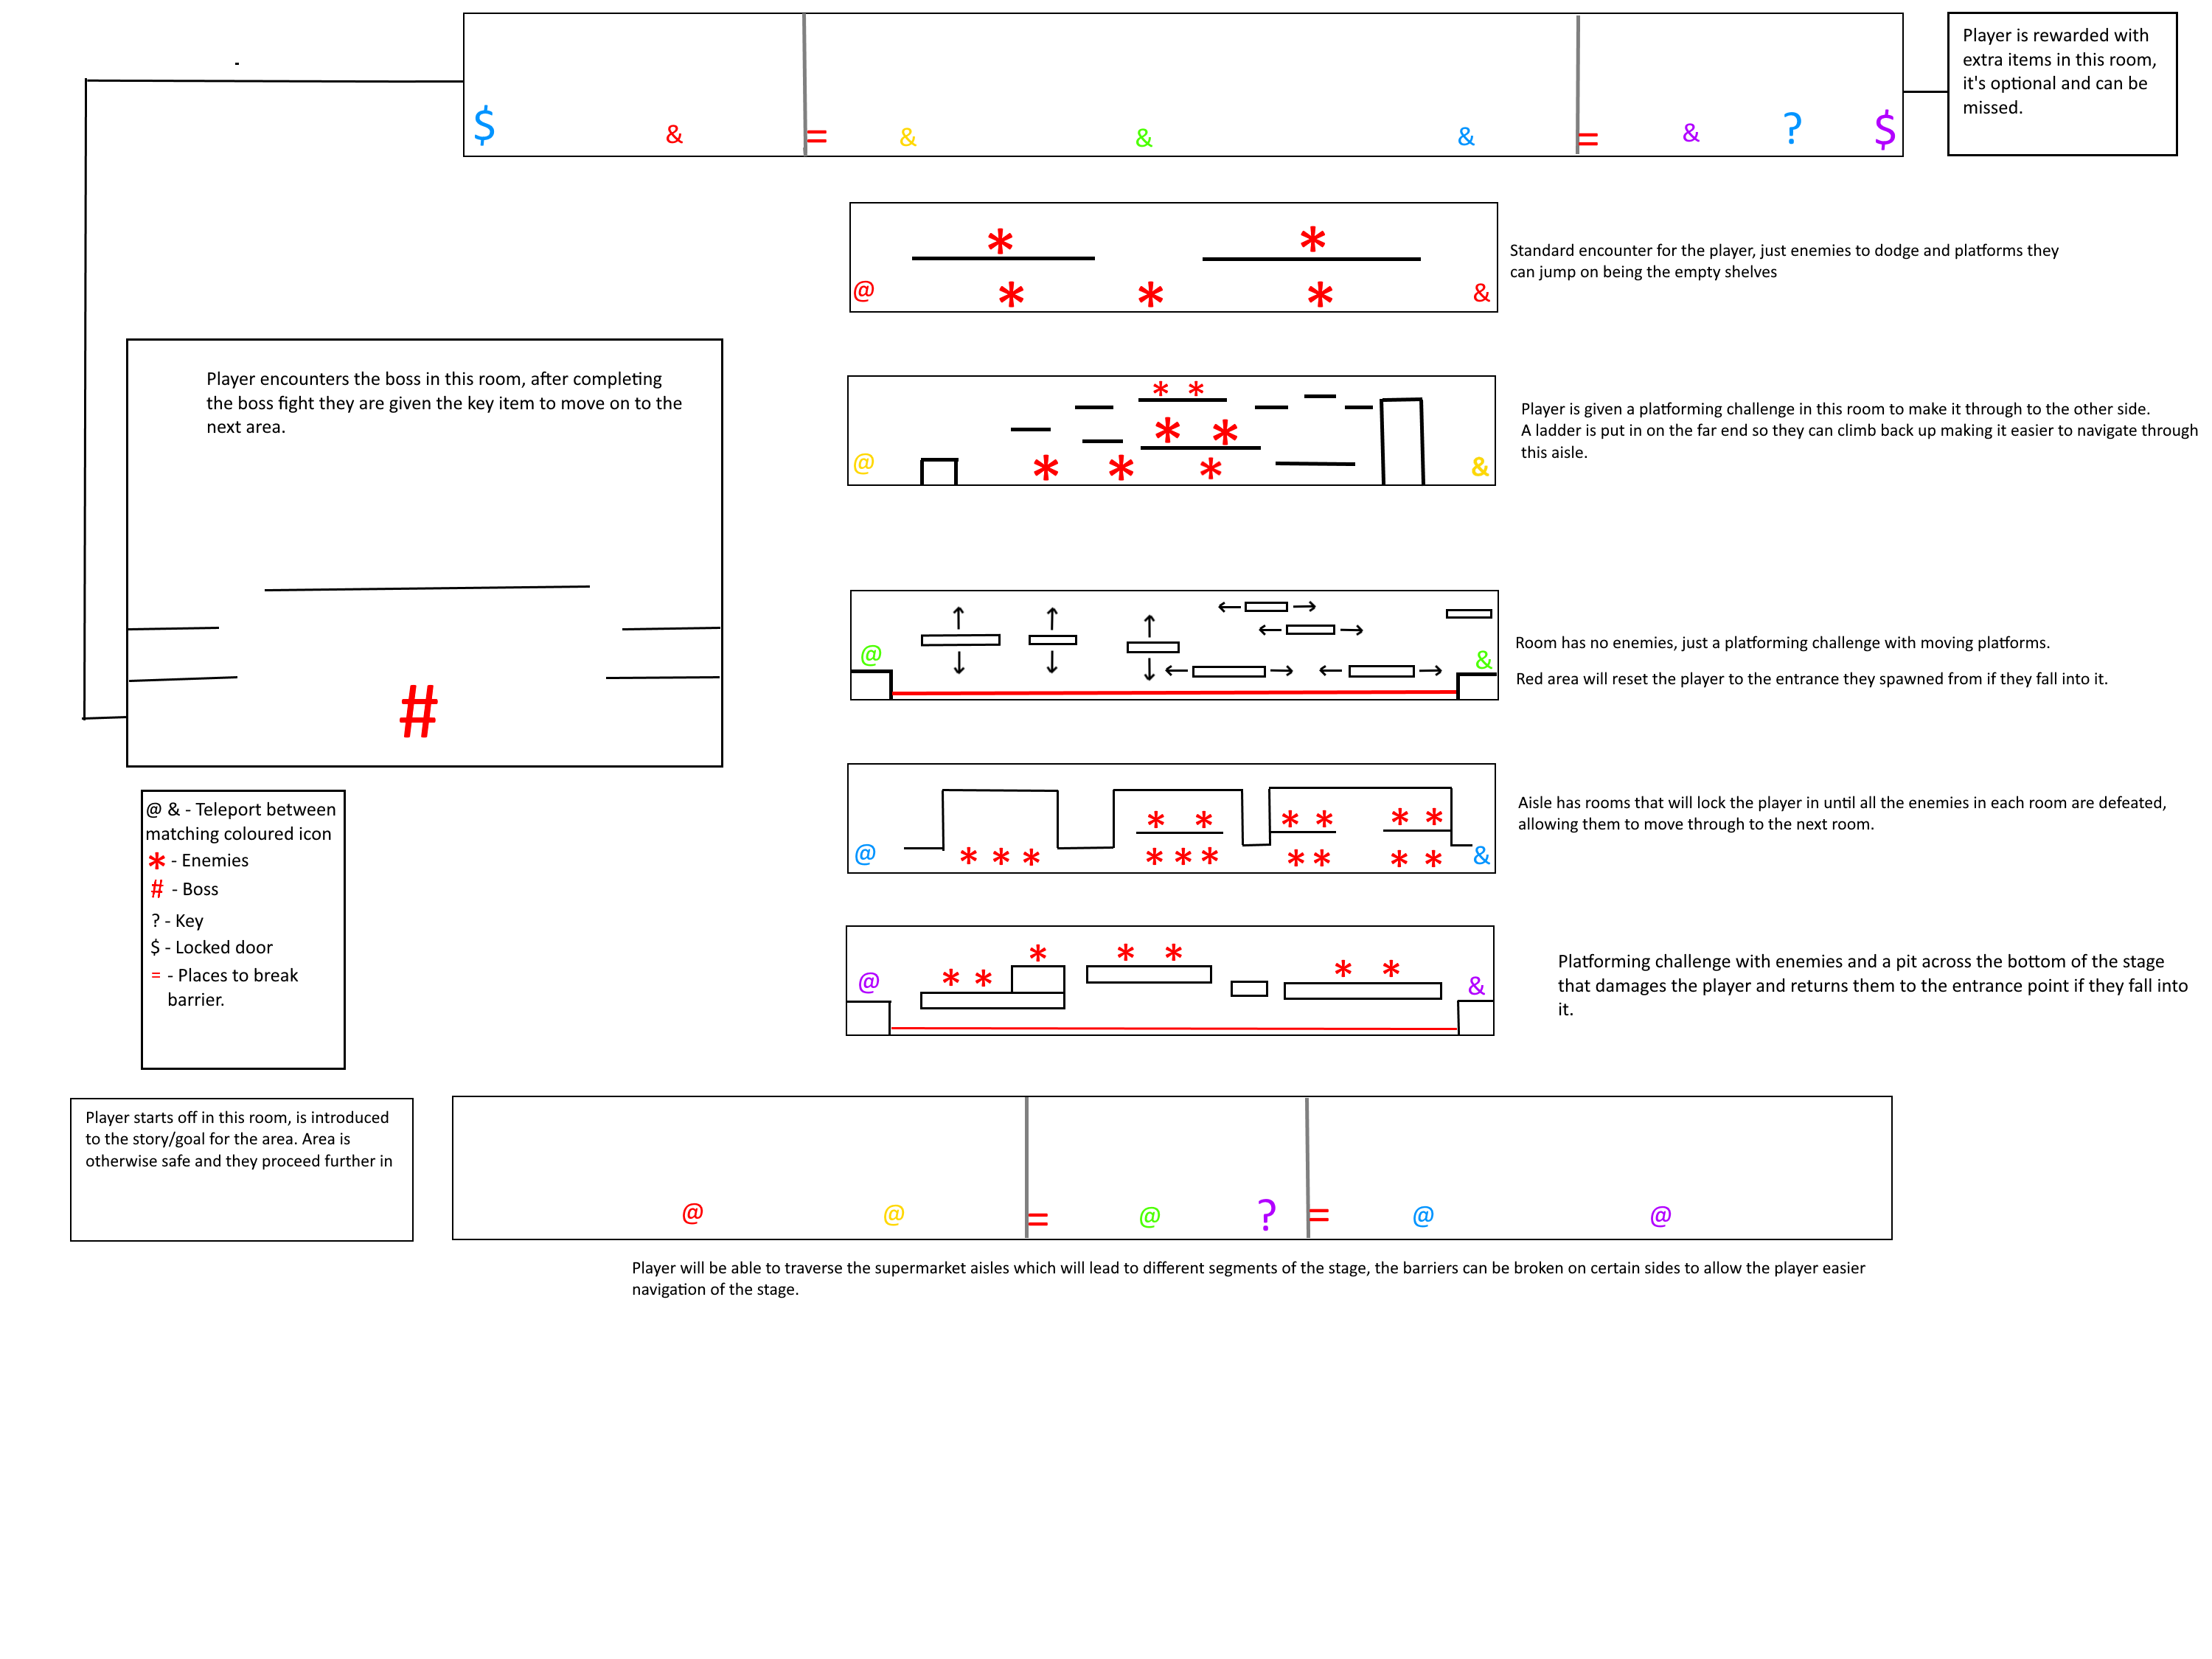 Player is rewarded with
extra items in this room,
it's optional and can be
missed.
$ & = & & & = & ? $
* *
@ * * * &
Standard encounter for the player, just enemies to dodge and platforms they
can jump on being the empty shelves
Player encounters the boss in this room, after completing
the boss fight they are given the key item to move on to the
next area.
#
* *
* *
@ * * * &
Player is given a platforming challenge in this room to make it through to the other side.
A ladder is put in on the far end so they can climb back up making it easier to navigate through
this aisle.
@ &
Room has no enemies, just a platforming challenge with moving platforms.
Red area will reset the player to the entrance they spawned from if they fall into it.
* * * * * *
@ * * * * * * * * * * &
Aisle has rooms that will lock the player in until all the enemies in each room are defeated,
allowing them to move through to the next room.
@ & - Teleport between
matching coloured icon
* - Enemies
# - Boss
? - Key
$ - Locked door
= - Places to break
barrier.
* * *
@ * * * * &
Platforming challenge with enemies and a pit across the bottom of the stage
that damages the player and returns them to the entrance point if they fall into
it.
Player starts off in this room, is introduced
to the story/goal for the area. Area is
otherwise safe and they proceed further in
@ @ = @ ? = @ @
Player will be able to traverse the supermarket aisles which will lead to different segments of the stage, the barriers can be broken on certain sides to allow the player easier
navigation of the stage.